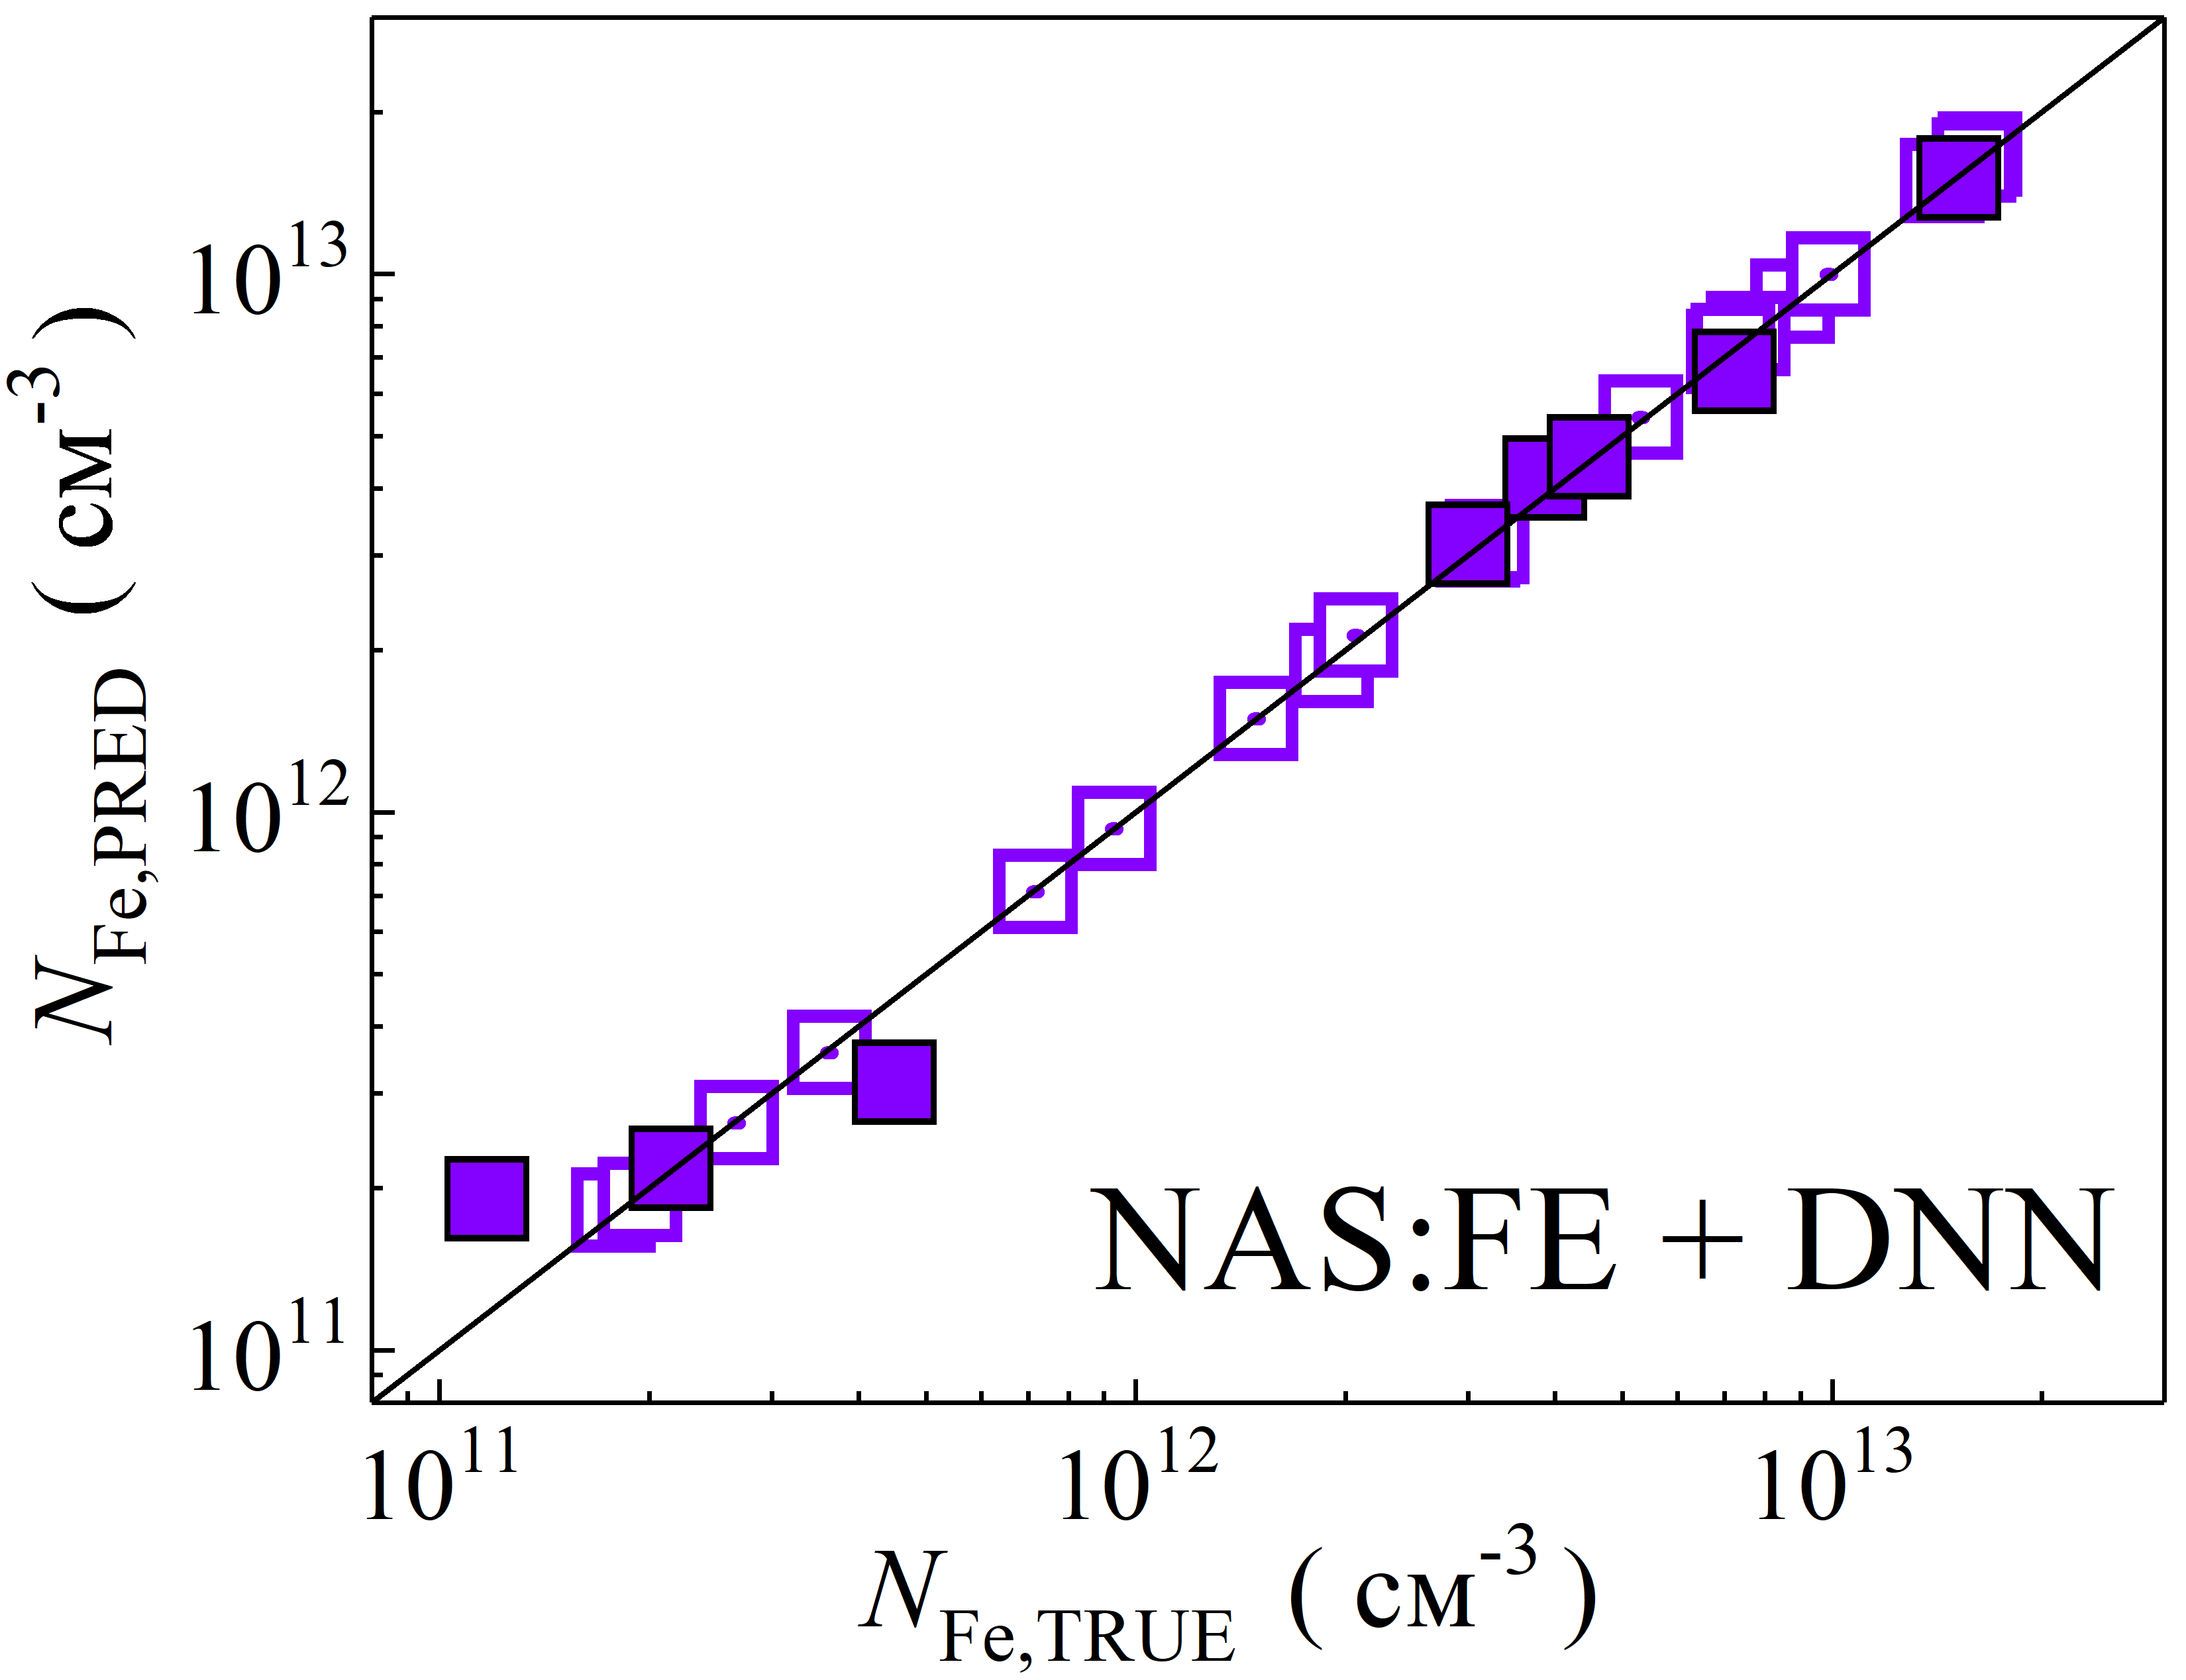 10^13
10^12
10^11
N_Fe,PRED ( см^-3 )
NAS:FE + DNN
10^11 10^12 10^13
N_Fe,TRUE ( см^-3 )